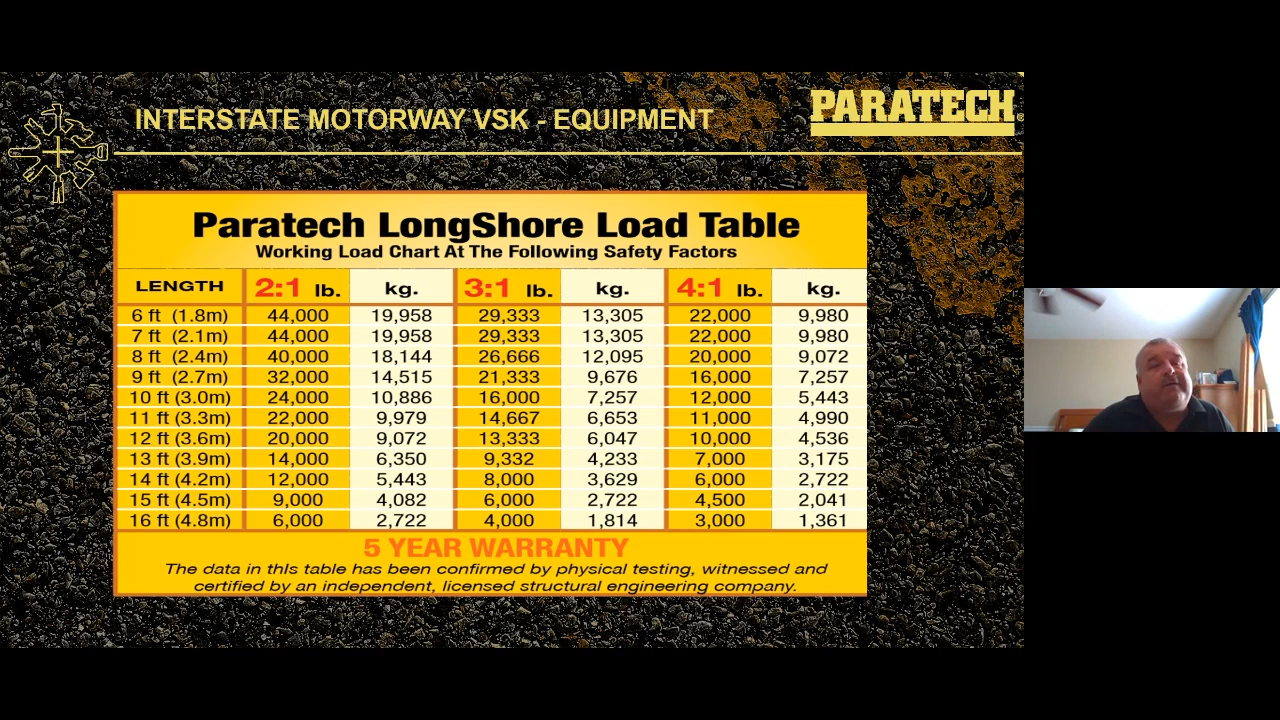 INTERSTATE MOTORWAY VSK - EQUIPMENT
PARATECH®
Paratech LongShore Load Table
Working Load Chart At The Following Safety Factors
LENGTH 2:1 lb. kg. 3:1 lb. kg. 4:1 lb. kg.
6 ft (1.8m) 44,000 19,958 29,333 13,305 22,000 9,980
7 ft (2.1m) 44,000 19,958 29,333 13,305 22,000 9,980
8 ft (2.4m) 40,000 18,144 26,666 12,095 20,000 9,072
9 ft (2.7m) 32,000 14,515 21,333 9,676 16,000 7,257
10 ft (3.0m) 24,000 10,886 16,000 7,257 12,000 5,443
11 ft (3.3m) 22,000 9,979 14,667 6,653 11,000 4,990
12 ft (3.6m) 20,000 9,072 13,333 6,047 10,000 4,536
13 ft (3.9m) 14,000 6,350 9,332 4,233 7,000 3,175
14 ft (4.2m) 12,000 5,443 8,000 3,629 6,000 2,722
15 ft (4.5m) 9,000 4,082 6,000 2,722 4,500 2,041
16 ft (4.8m) 6,000 2,722 4,000 1,814 3,000 1,361
5 YEAR WARRANTY
The data in thIs table has been confirmed by physical testing, witnessed and
certified by an independent, licensed structural engineering company.